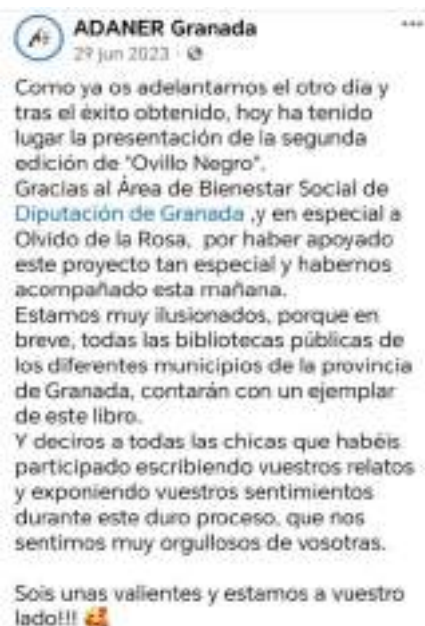 ADANER Granada
29 jun 2023
Como ya os adelantamos el otro día y
tras el éxito obtenido, hoy ha tenido
lugar la presentación de la segunda
edición de "Ovillo Negro".
Gracias al Área de Bienestar Social de
Diputación de Granada ,y en especial a
Olvido de la Rosa, por haber apoyado
este proyecto tan especial y habernos
acompañado esta mañana.
Estamos muy ilusionados, porque en
breve, todas las bibliotecas públicas de
los diferentes municipios de la provincia
de Granada, contarán con un ejemplar
de este libro.
Y deciros a todas las chicas que habéis
participado escribiendo vuestros relatos
y exponiendo vuestros sentimientos
durante este duro proceso, que nos
sentimos muy orgullosos de vosotras.
Sois unas valientes y estamos a vuestro
lado!!! 🥰